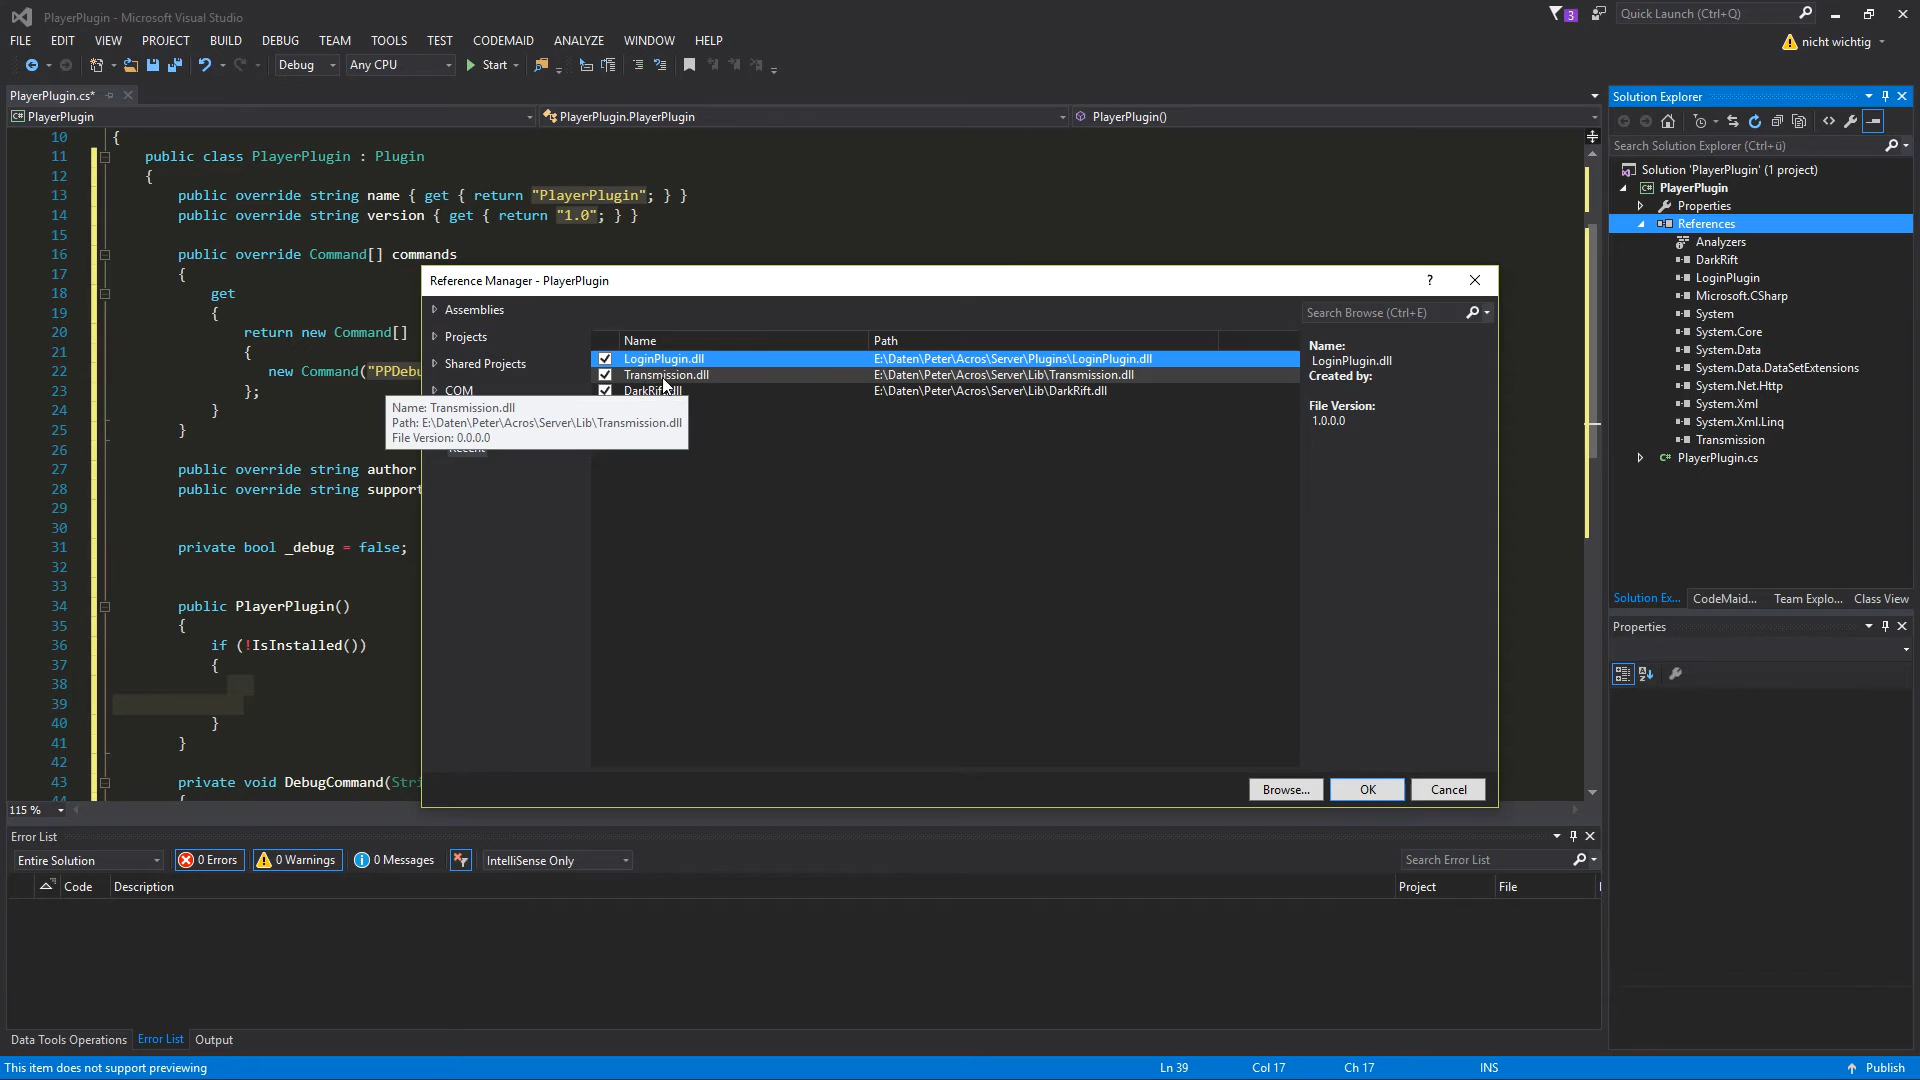 PlayerPlugin - Microsoft Visual Studio
3
Quick Launch (Ctrl+Q)
FILE EDIT VIEW PROJECT BUILD DEBUG TEAM TOOLS TEST CODEMAID ANALYZE WINDOW HELP
nicht wichtig
Debug Any CPU Start
PlayerPlugin.cs*
PlayerPlugin PlayerPlugin.PlayerPlugin PlayerPlugin()
10 {
11 public class PlayerPlugin : Plugin
12 {
13 public override string name { get { return "PlayerPlugin"; } }
14 public override string version { get { return "1.0"; } }
15
16 public override Command[] commands
17 {
18 get
19 {
20 return new Command[]
21 {
22 new Command("PPDebu
23 };
24 }
25 }
26
27 public override string author
28 public override string support
29
30
31 private bool _debug = false;
32
33
34 public PlayerPlugin()
35 {
36 if (!IsInstalled())
37 {
38
39
40 }
41 }
42
43 private void DebugCommand(Stri
44 {
115 %
Reference Manager - PlayerPlugin
?
Assemblies
Projects
Shared Projects
COM
Recent
Search Browse (Ctrl+E)
Name Path
LoginPlugin.dll E:\Daten\Peter\Acros\Server\Plugins\LoginPlugin.dll
Transmission.dll E:\Daten\Peter\Acros\Server\Lib\Transmission.dll
DarkRift.dll E:\Daten\Peter\Acros\Server\Lib\DarkRift.dll
Name: Transmission.dll
Path: E:\Daten\Peter\Acros\Server\Lib\Transmission.dll
File Version: 0.0.0.0
Name:
LoginPlugin.dll
Created by:
File Version:
1.0.0.0
Browse... OK Cancel
Solution Explorer
Search Solution Explorer (Ctrl+ü)
Solution 'PlayerPlugin' (1 project)
PlayerPlugin
Properties
References
Analyzers
DarkRift
LoginPlugin
Microsoft.CSharp
System
System.Core
System.Data
System.Data.DataSetExtensions
System.Net.Http
System.Xml
System.Xml.Linq
Transmission
PlayerPlugin.cs
Solution Ex... CodeMaid... Team Explo... Class View
Properties
Error List
Entire Solution 0 Errors 0 Warnings 0 Messages IntelliSense Only
Search Error List
Code Description Project File
Data Tools Operations Error List Output
This item does not support previewing Ln 39 Col 17 Ch 17 INS Publish